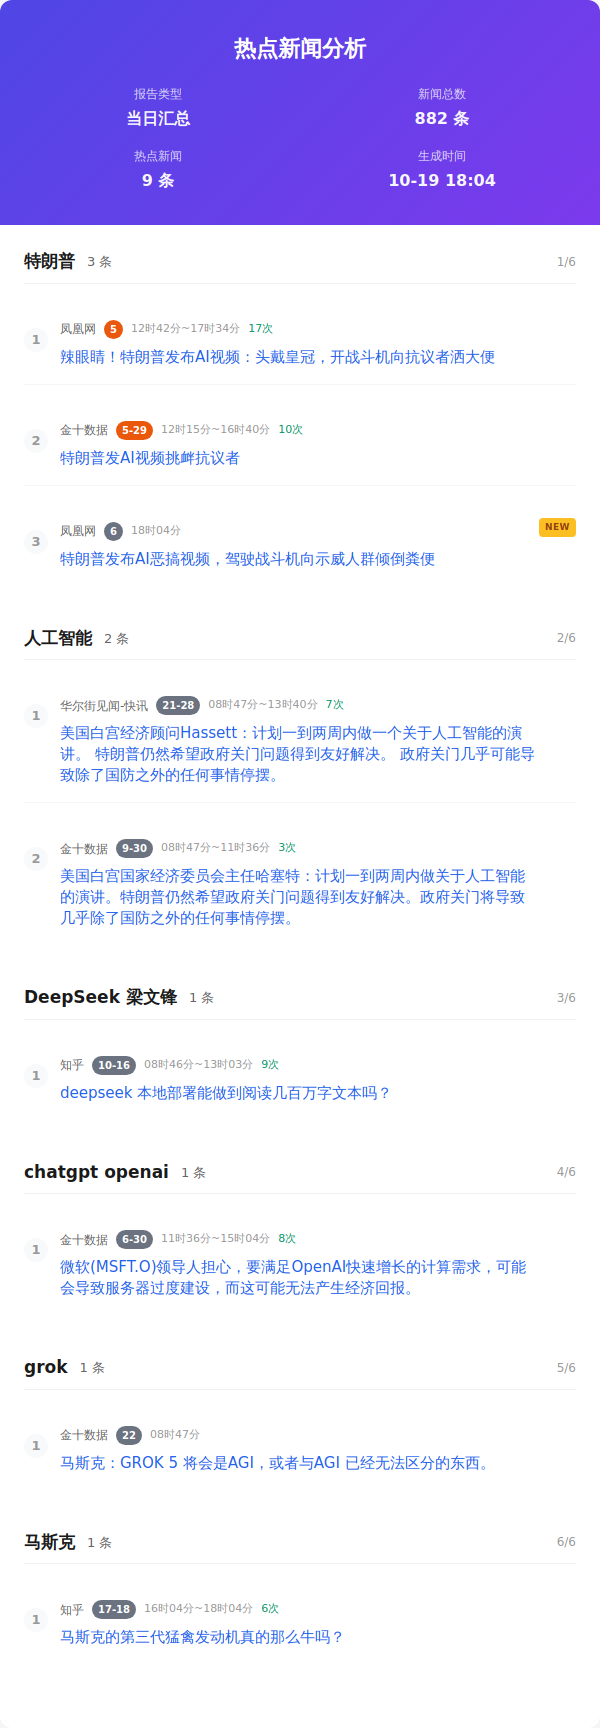 热点新闻分析
报告类型
新闻总数
当日汇总
882 条
热点新闻
生成时间
9 条
10-19 18:04
特朗普 3 条 1/6
1 凤凰网 5 12时42分~17时34分 17次
辣眼睛！特朗普发布AI视频：头戴皇冠，开战斗机向抗议者洒大便
2 金十数据 5-29 12时15分~16时40分 10次
特朗普发AI视频挑衅抗议者
3 凤凰网 6 18时04分 NEW
特朗普发布AI恶搞视频，驾驶战斗机向示威人群倾倒粪便
人工智能 2 条 2/6
1 华尔街见闻-快讯 21-28 08时47分~13时40分 7次
美国白宫经济顾问Hassett：计划一到两周内做一个关于人工智能的演
讲。 特朗普仍然希望政府关门问题得到友好解决。 政府关门几乎可能导
致除了国防之外的任何事情停摆。
2 金十数据 9-30 08时47分~11时36分 3次
美国白宫国家经济委员会主任哈塞特：计划一到两周内做关于人工智能
的演讲。特朗普仍然希望政府关门问题得到友好解决。政府关门将导致
几乎除了国防之外的任何事情停摆。
DeepSeek 梁文锋 1 条 3/6
1 知乎 10-16 08时46分~13时03分 9次
deepseek 本地部署能做到阅读几百万字文本吗？
chatgpt openai 1 条 4/6
1 金十数据 6-30 11时36分~15时04分 8次
微软(MSFT.O)领导人担心，要满足OpenAI快速增长的计算需求，可能
会导致服务器过度建设，而这可能无法产生经济回报。
grok 1 条 5/6
1 金十数据 22 08时47分
马斯克：GROK 5 将会是AGI，或者与AGI 已经无法区分的东西。
马斯克 1 条 6/6
1 知乎 17-18 16时04分~18时04分 6次
马斯克的第三代猛禽发动机真的那么牛吗？